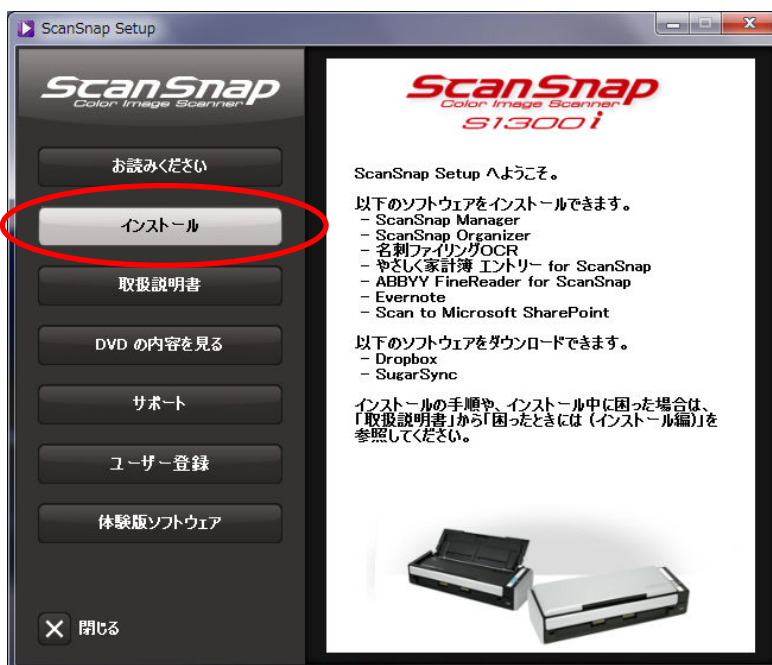 ScanSnap Setup
ScanSnap
Color Image Scanner
お読みください
インストール
取扱説明書
DVD の内容を見る
サポート
ユーザー登録
体験版ソフトウェア
閉じる
ScanSnap
Color Image Scanner
S1300i
ScanSnap Setup へようこそ。
以下のソフトウェアをインストールできます。
- ScanSnap Manager
- ScanSnap Organizer
- 名刺ファイリングOCR
- やさしく家計簿 エントリー for ScanSnap
- ABBYY FineReader for ScanSnap
- Evernote
- Scan to Microsoft SharePoint
以下のソフトウェアをダウンロードできます。
- Dropbox
- SugarSync
インストールの手順や、インストール中に困った場合は、
「取扱説明書」から「困ったときには (インストール編)」を
参照してください。